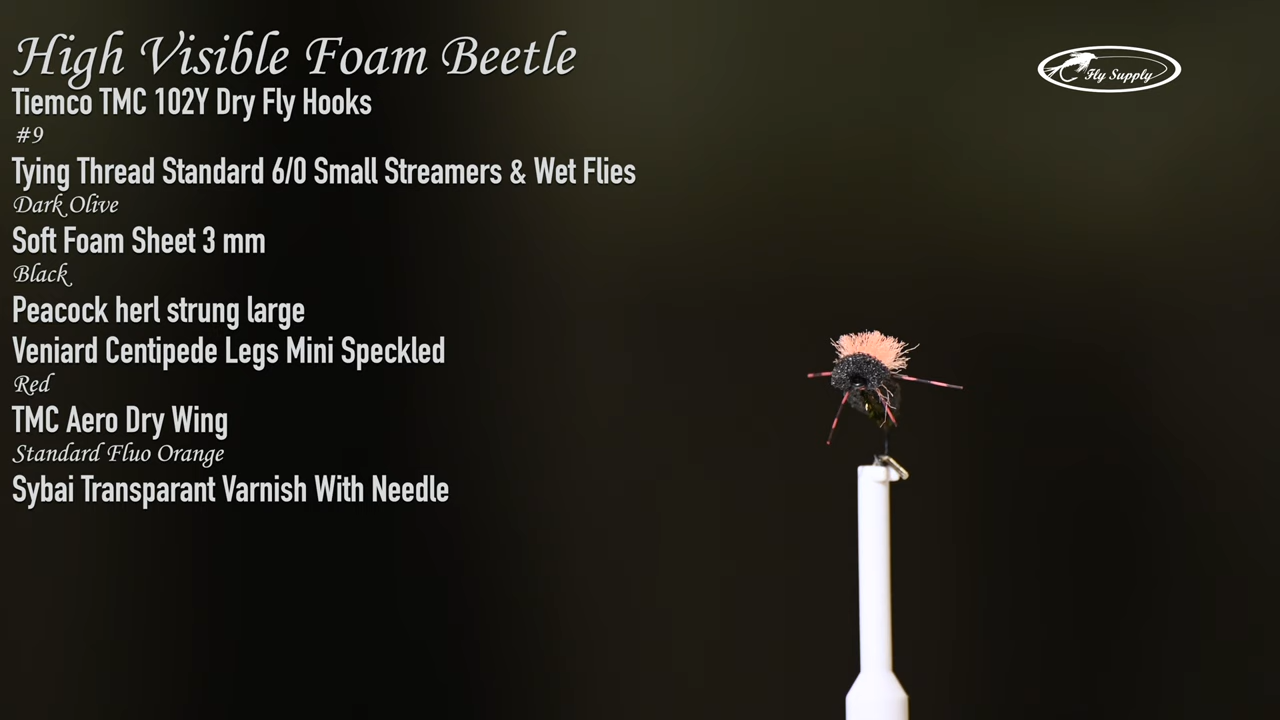 High Visible Foam Beetle
Fly Supply
Tiemco TMC 102Y Dry Fly Hooks
#9
Tying Thread Standard 6/0 Small Streamers & Wet Flies
Dark Olive
Soft Foam Sheet 3 mm
Black
Peacock herl strung large
Veniard Centipede Legs Mini Speckled
Red
TMC Aero Dry Wing
Standard Fluo Orange
Sybai Transparant Varnish With Needle